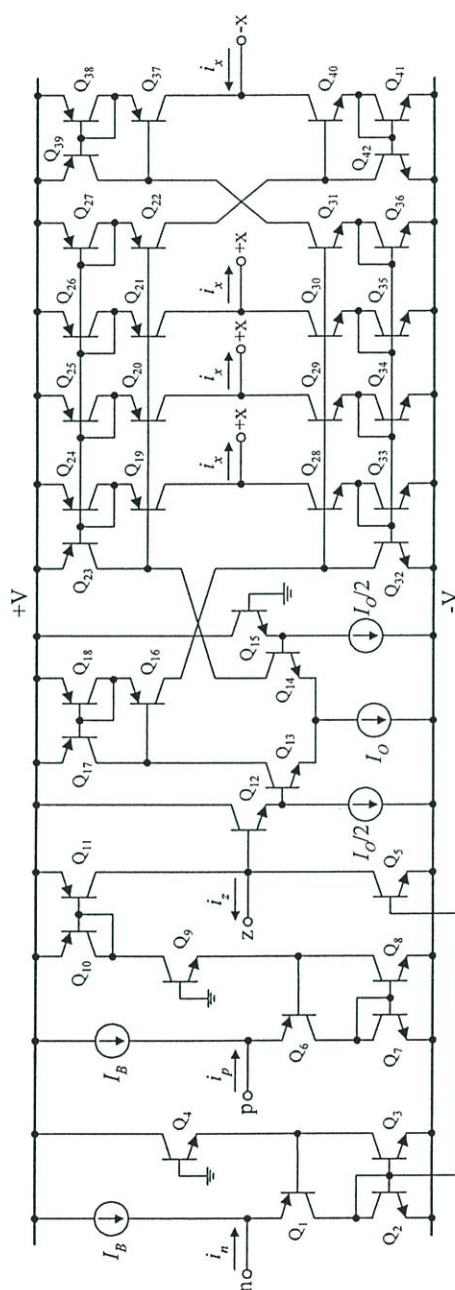 +V
I_B
I_B
n
i_n
p
i_p
z
i_z
Q₁
Q₂
Q₃
Q₄
Q₅
Q₆
Q₇
Q₈
Q₉
Q₁₀
Q₁₁
Q₁₂
Q₁₃
Q₁₄
Q₁₅
Q₁₆
Q₁₇
Q₁₈
I_O/2
I_O
I_O/2
Q₁₉
Q₂₀
Q₂₁
Q₂₂
Q₂₃
Q₂₄
Q₂₅
Q₂₆
Q₂₇
Q₂₈
Q₂₉
Q₃₀
Q₃₁
Q₃₂
Q₃₃
Q₃₄
Q₃₅
Q₃₆
i_x
+x
i_x
+x
i_x
+x
Q₃₇
Q₃₈
Q₃₉
Q₄₀
Q₄₁
Q₄₂
i_x
-x
-V